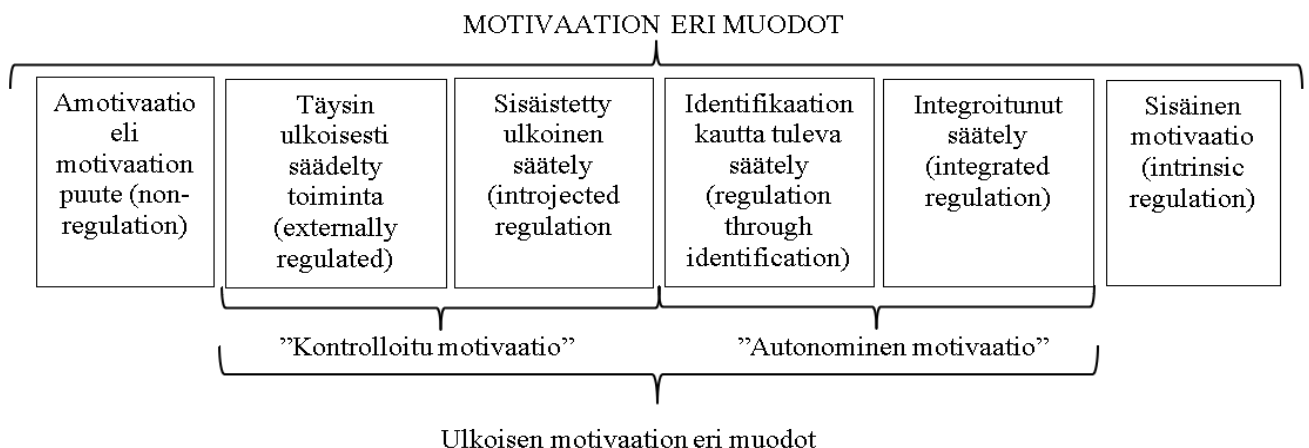 MOTIVAATION ERI MUODOT
Amotivaatio
eli
motivaation
puute (non-
regulation)
Täysin
ulkoisesti
säädelty
toiminta
(externally
regulated)
Sisäistetty
ulkoinen
säätely
(introjected
regulation
Identifikaation
kautta tuleva
säätely
(regulation
through
identification)
Integroitunut
säätely
(integrated
regulation)
Sisäinen
motivaatio
(intrinsic
regulation)
”Kontrolloitu motivaatio”
”Autonominen motivaatio”
Ulkoisen motivaation eri muodot